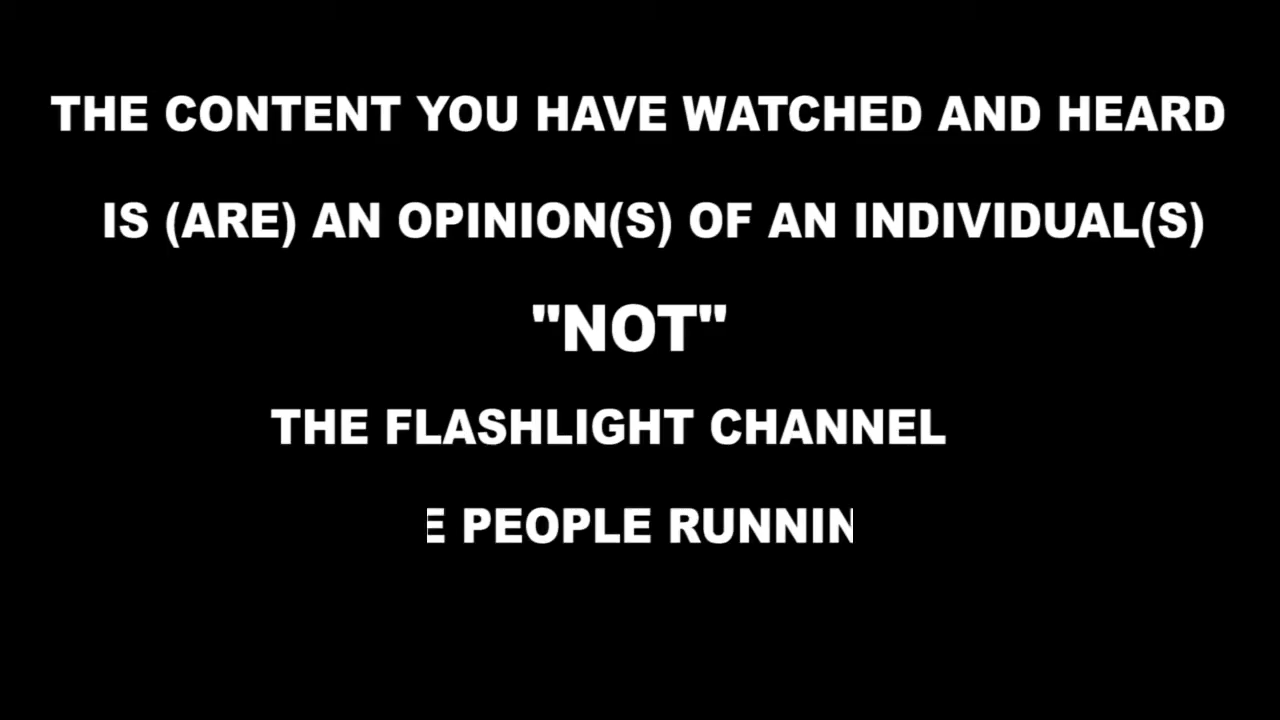 THE CONTENT YOU HAVE WATCHED AND HEARD
IS (ARE) AN OPINION(S) OF AN INDIVIDUAL(S)
"NOT"
THE FLASHLIGHT CHANNEL
E PEOPLE RUNNIN